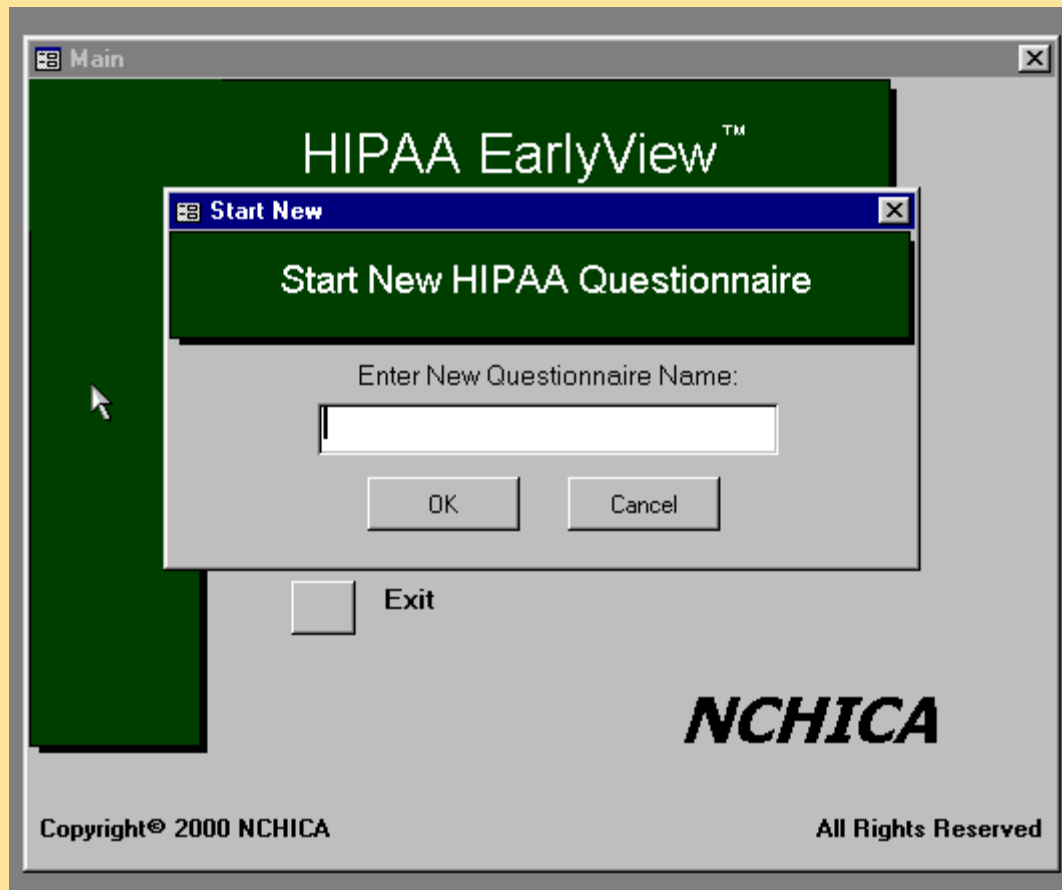 Main
HIPAA EarlyView™
Start New
Start New HIPAA Questionnaire
Enter New Questionnaire Name:
OK Cancel
Exit
NCHICA
Copyright© 2000 NCHICA All Rights Reserved